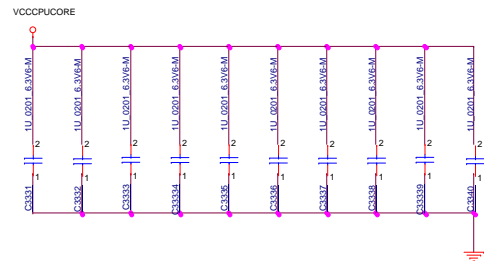 VCCCPUCORE
1U_0201_6.3V6-M
1U_0201_6.3V6-M
1U_0201_6.3V6-M
1U_0201_6.3V6-M
1U_0201_6.3V6-M
1U_0201_6.3V6-M
1U_0201_6.3V6-M
1U_0201_6.3V6-M
1U_0201_6.3V6-M
1U_0201_6.3V6-M
2 2 2 2 2 2 2 2 2 2
1 1 1 1 1 1 1 1 1 1
C3331
C3332
C3333
C33334
C3335
C3336
C3337
C3338
C33339
C3340